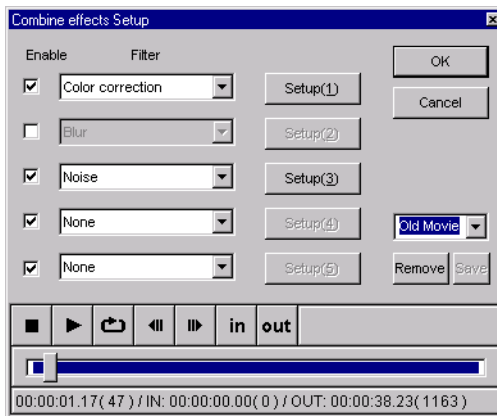 Combine effects Setup
Enable Filter
OK
Color correction Setup(1)
Cancel
Blur Setup(2)
Noise Setup(3)
None Setup(4) Old Movie
None Setup(5) Remove Save
in out
00:00:01.17( 47 ) / IN: 00:00:00.00( 0 ) / OUT: 00:00:38.23( 1163 )